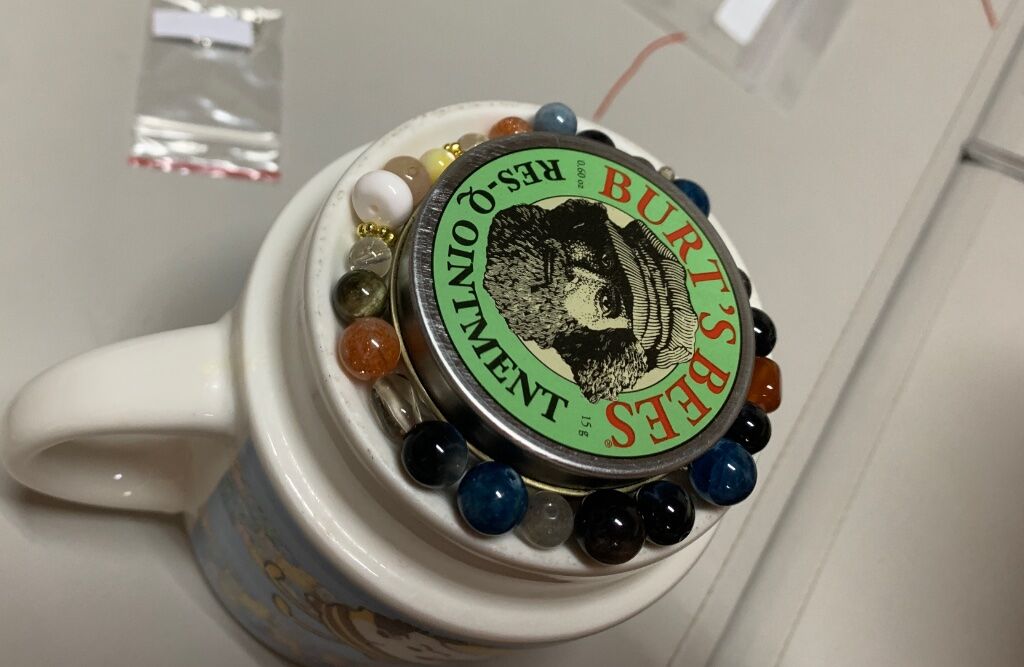 BURT'S BEES®
RES-Q OINTMENT
0.60 oz
15 g